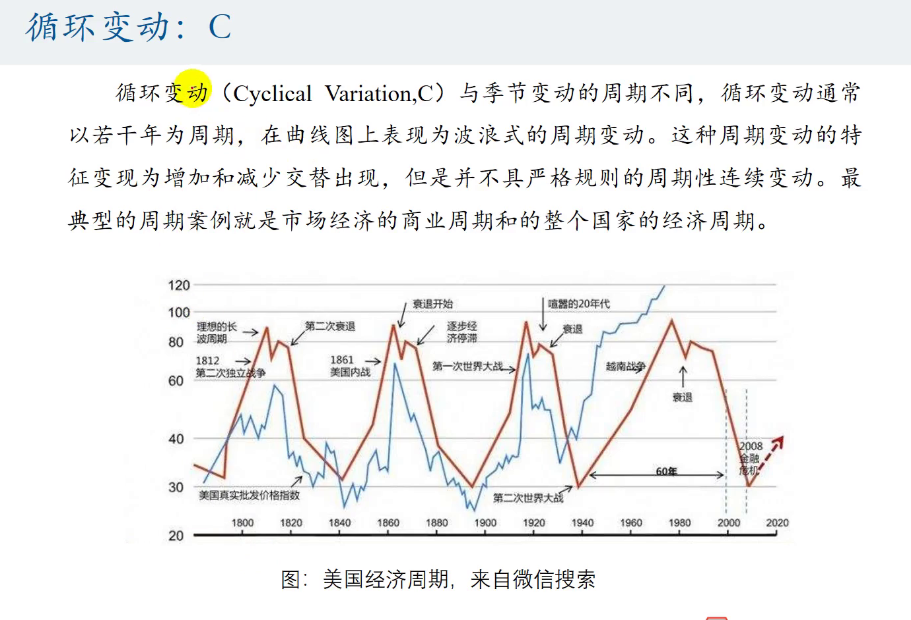 循环变动：C
循环变动（Cyclical Variation,C）与季节变动的周期不同，循环变动通常
以若干年为周期，在曲线图上表现为波浪式的周期变动。这种周期变动的特
征变现为增加和减少交替出现，但是并不具严格规则的周期性连续变动。最
典型的周期案例就是市场经济的商业周期和的整个国家的经济周期。
120
100
80
60
40
30
20
理想的长
波周期
第二次衰退
1812
第二次独立战争
美国真实批发价格指数
衰退开始
逐步经
济停滞
1861
美国内战
第一次世界大战
喧嚣的20年代
衰退
第二次世界大战
越南战争
衰退
60年
2008
金融
危机
1800 1820 1840 1860 1880 1900 1920 1940 1960 1980 2000 2020
图：美国经济周期，来自微信搜索